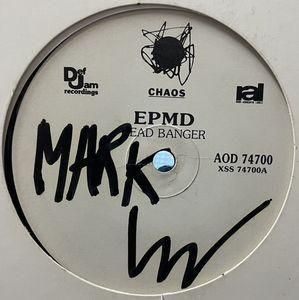 Def
Jam
recordings
CHAOS
ral
EPMD
EAD BANGER
MARK
AOD 74700
XSS 74700A